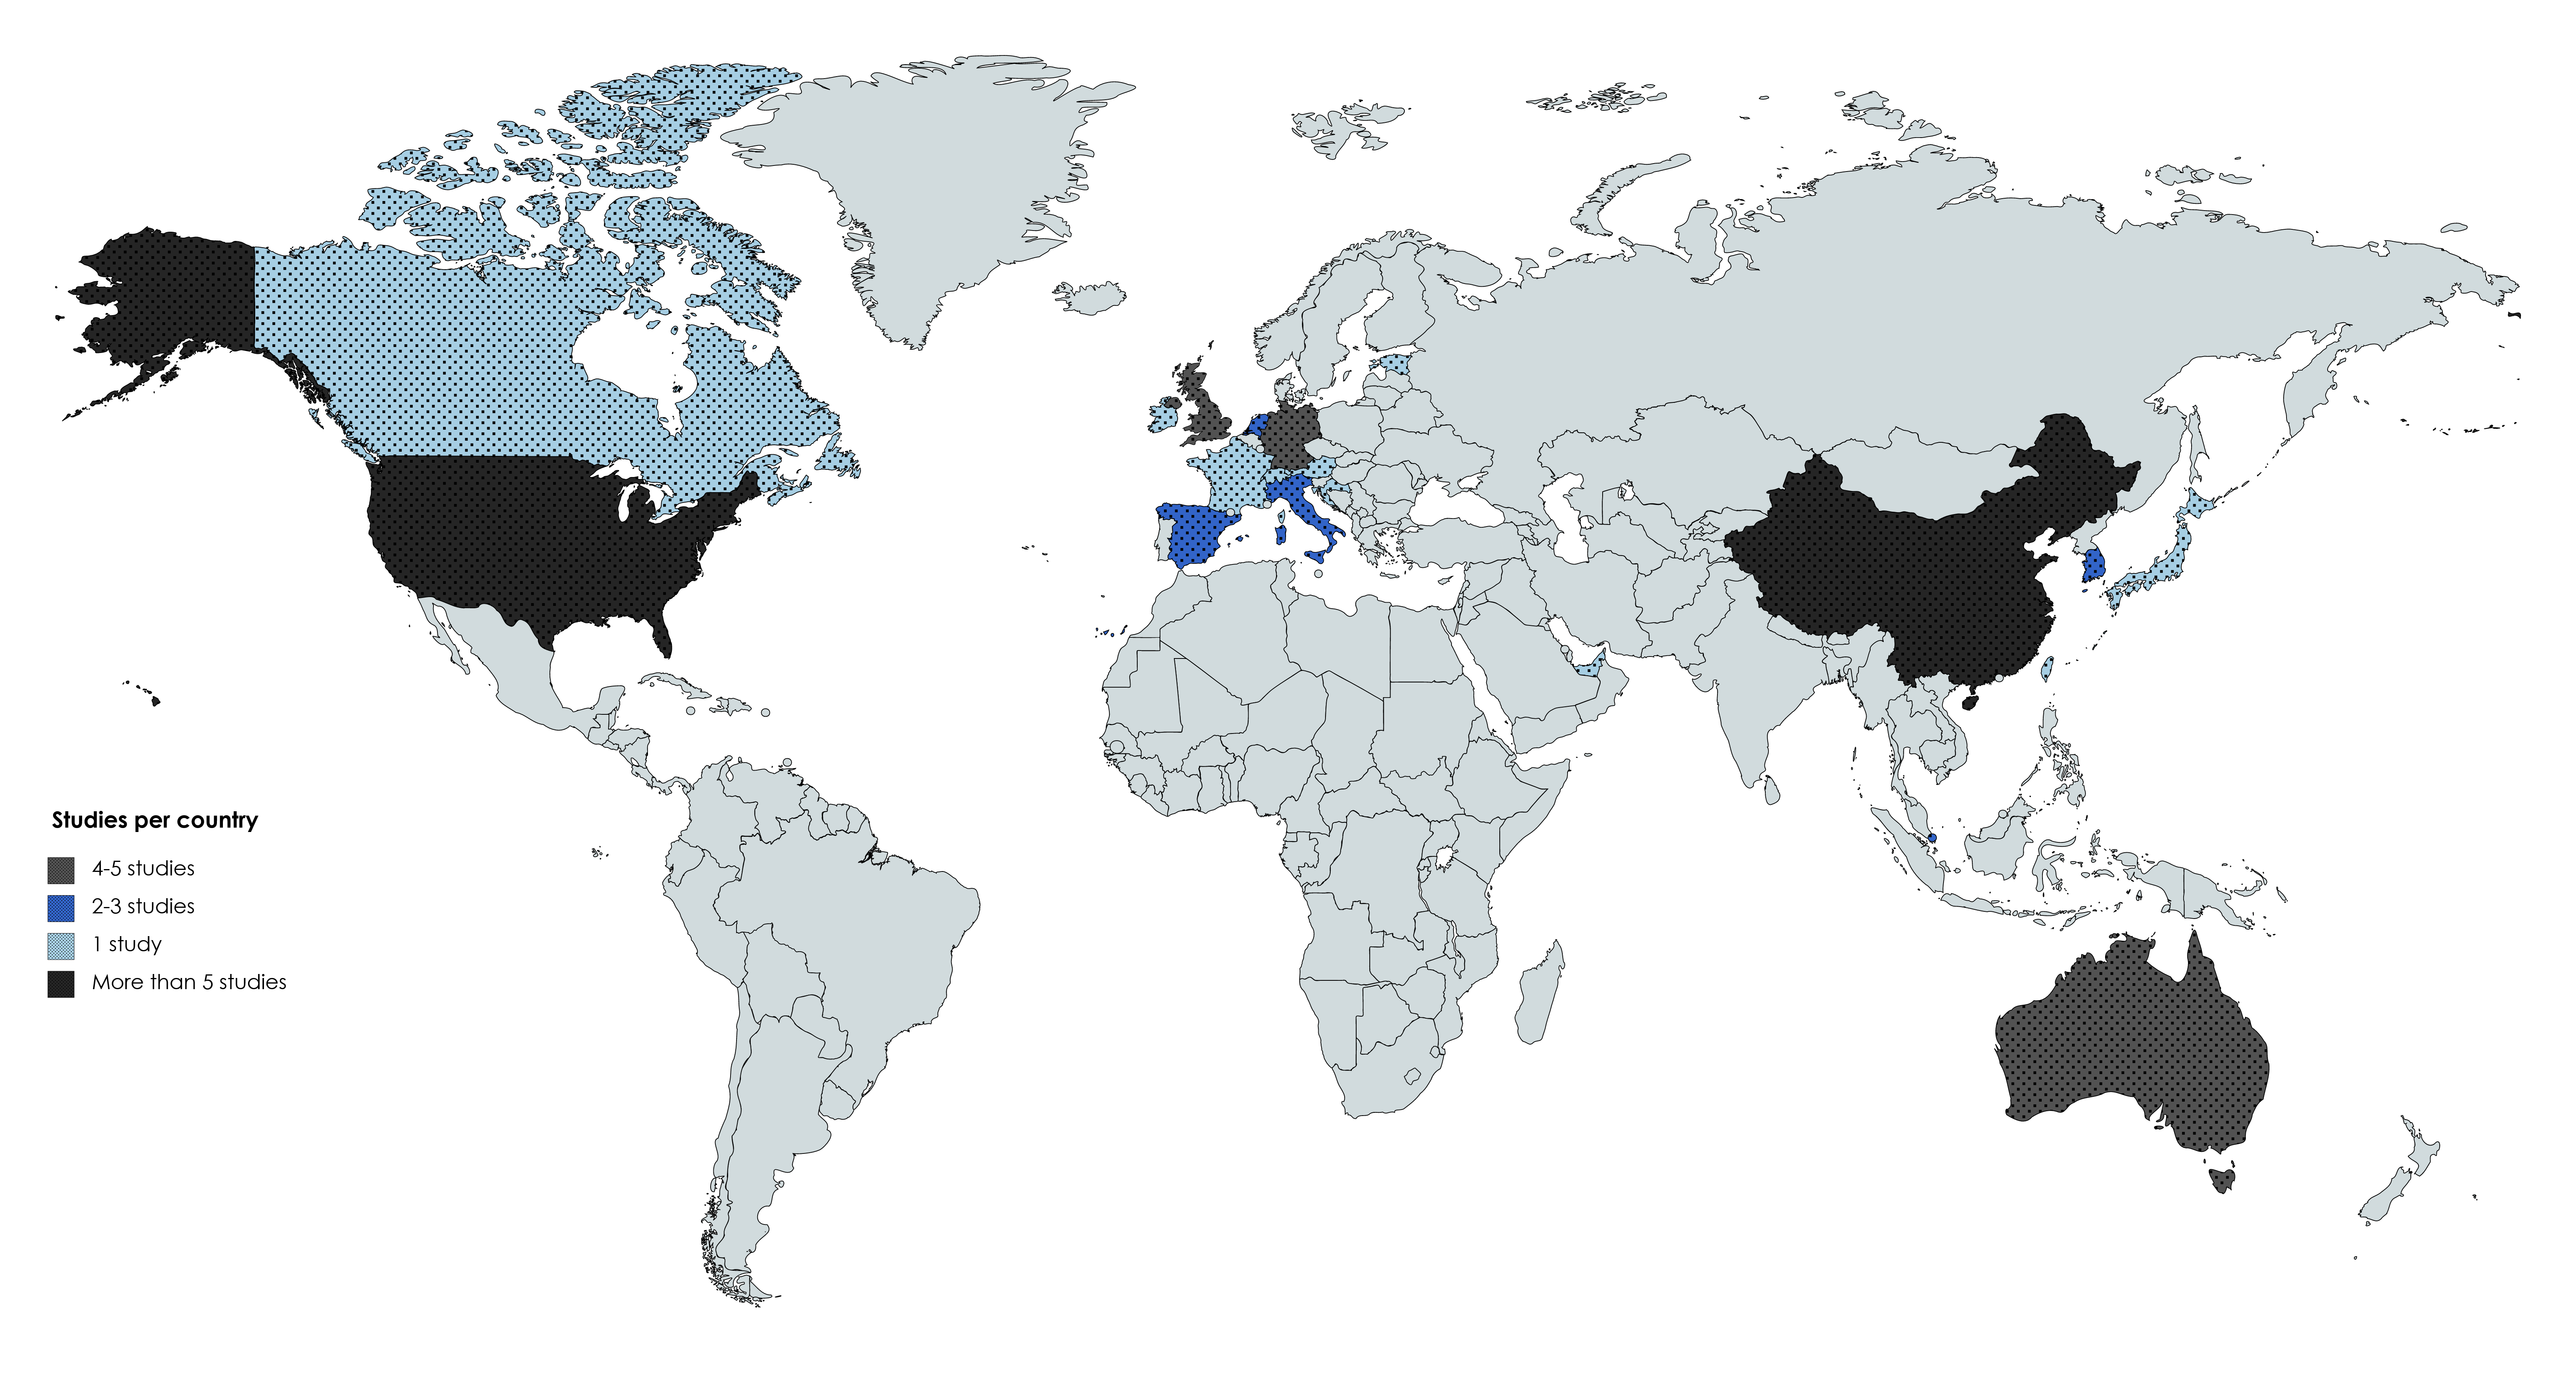 Studies per country
4-5 studies
2-3 studies
1 study
More than 5 studies